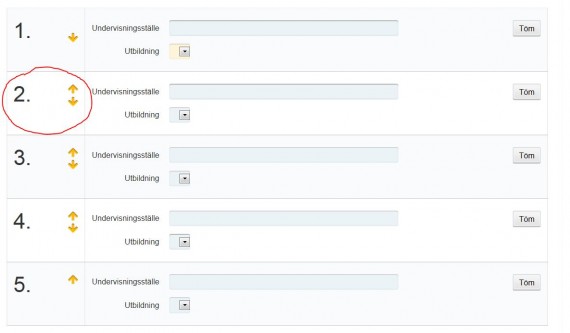 1. Undervisningsställe Töm
Utbildning
2. Undervisningsställe Töm
Utbildning
3. Undervisningsställe Töm
Utbildning
4. Undervisningsställe Töm
Utbildning
5. Undervisningsställe Töm
Utbildning